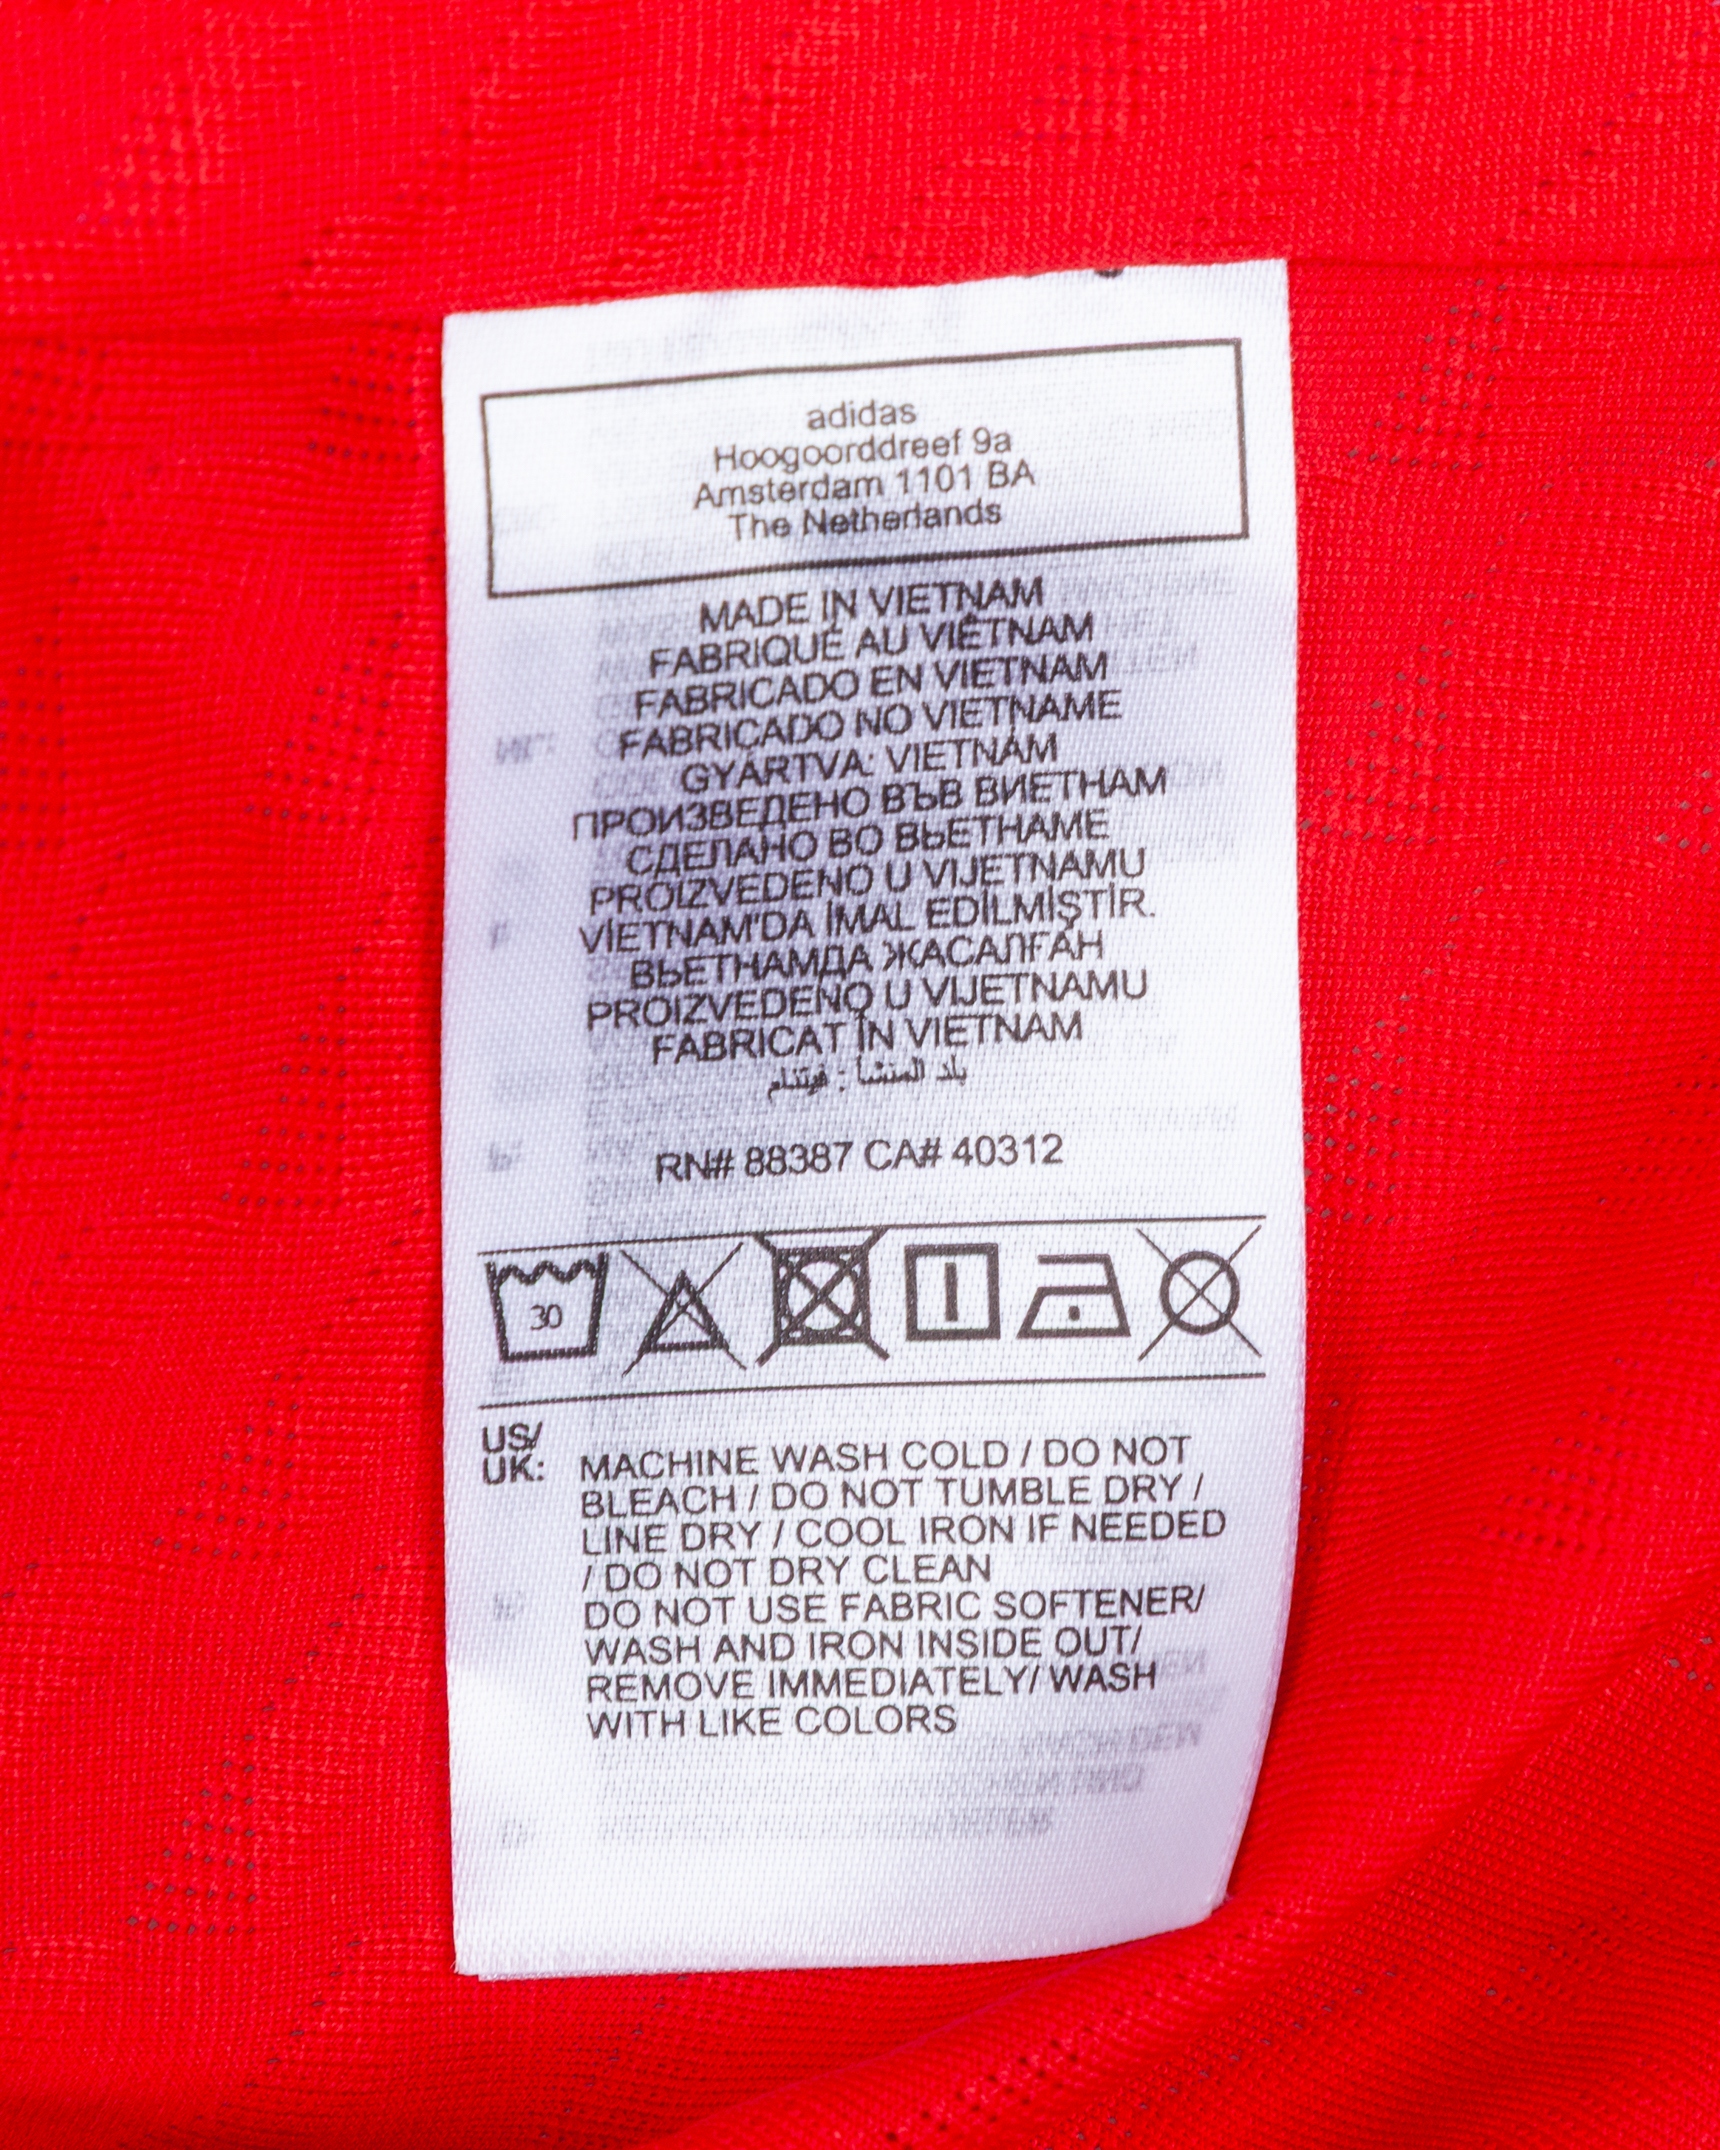 adidas
Hoogoorddreef 9a
Amsterdam 1101 BA
The Netherlands
MADE IN VIETNAM
FABRIQUÉ AU VIÊTNAM
FABRICADO EN VIETNAM
FABRICADO NO VIETNAME
GYÁRTVA: VIETNÁM
ПРОИЗВЕДЕНО ВЪВ ВИЕТНАМ
СДЕЛАНО ВО ВЬЕТНАМЕ
PROIZVEDENO U VIJETNAMU
VİETNAM'DA İMAL EDİLMİŞTİR.
ВЬЕТНАМДА ЖАСАЛҒАН
PROIZVEDENO U VIJETNAMU
FABRICAT ÎN VIETNAM
بلد المنشأ : فيتنام
RN# 88387 CA# 40312
30
US/
UK: MACHINE WASH COLD / DO NOT
BLEACH / DO NOT TUMBLE DRY /
LINE DRY / COOL IRON IF NEEDED
/ DO NOT DRY CLEAN
DO NOT USE FABRIC SOFTENER/
WASH AND IRON INSIDE OUT/
REMOVE IMMEDIATELY/ WASH
WITH LIKE COLORS